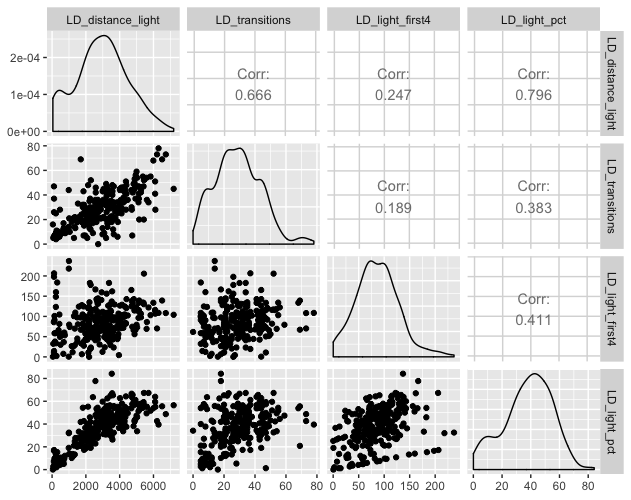 LD_distance_light LD_transitions LD_light_first4 LD_light_pct
2e-04
1e-04
0e+00
Corr:
0.666
Corr:
0.247
Corr:
0.796
LD_distance_light
80
60
40
20
0
Corr:
0.189
Corr:
0.383
LD_transitions
200
150
100
50
0
Corr:
0.411
LD_light_first4
80
60
40
20
0
LD_light_pct
0 2000 4000 6000 0 20 40 60 80 0 50 100 150 200 0 20 40 60 80